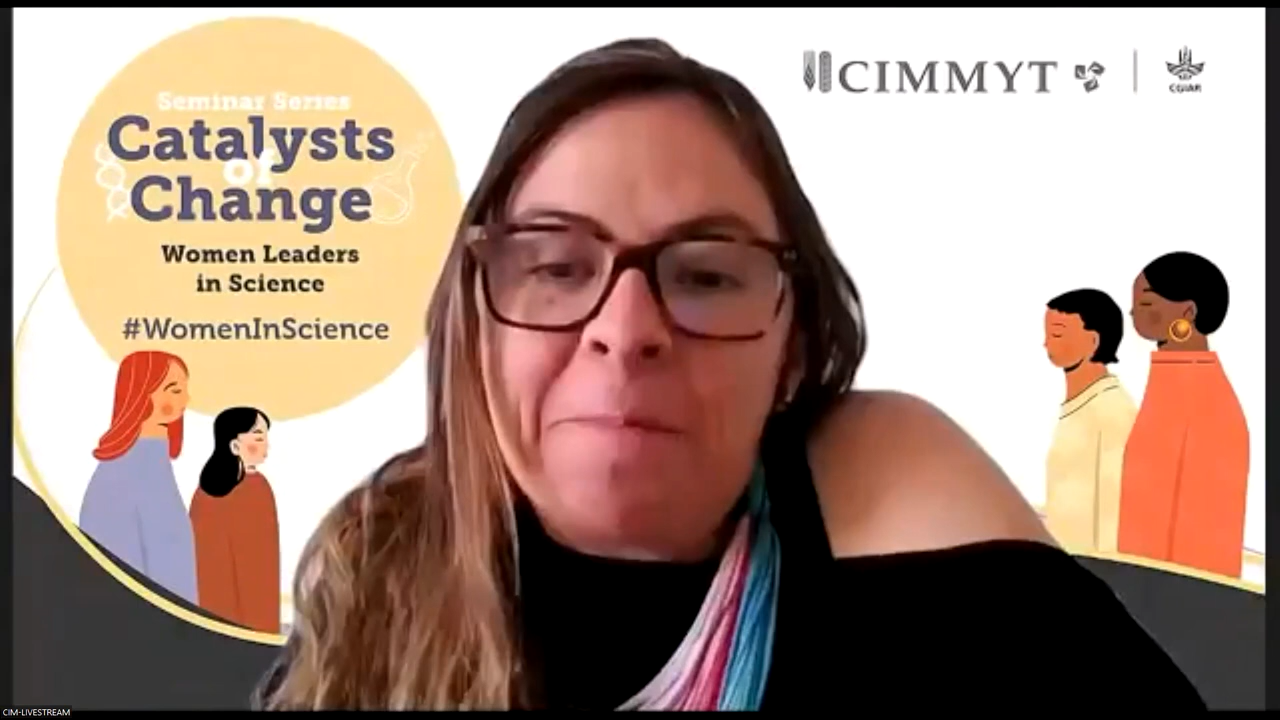 Seminar Series
Catalysts
of
Change
Women Leaders
in Science
#WomenInScience
CIMMYT
CGIAR
CIM-LIVESTREAM